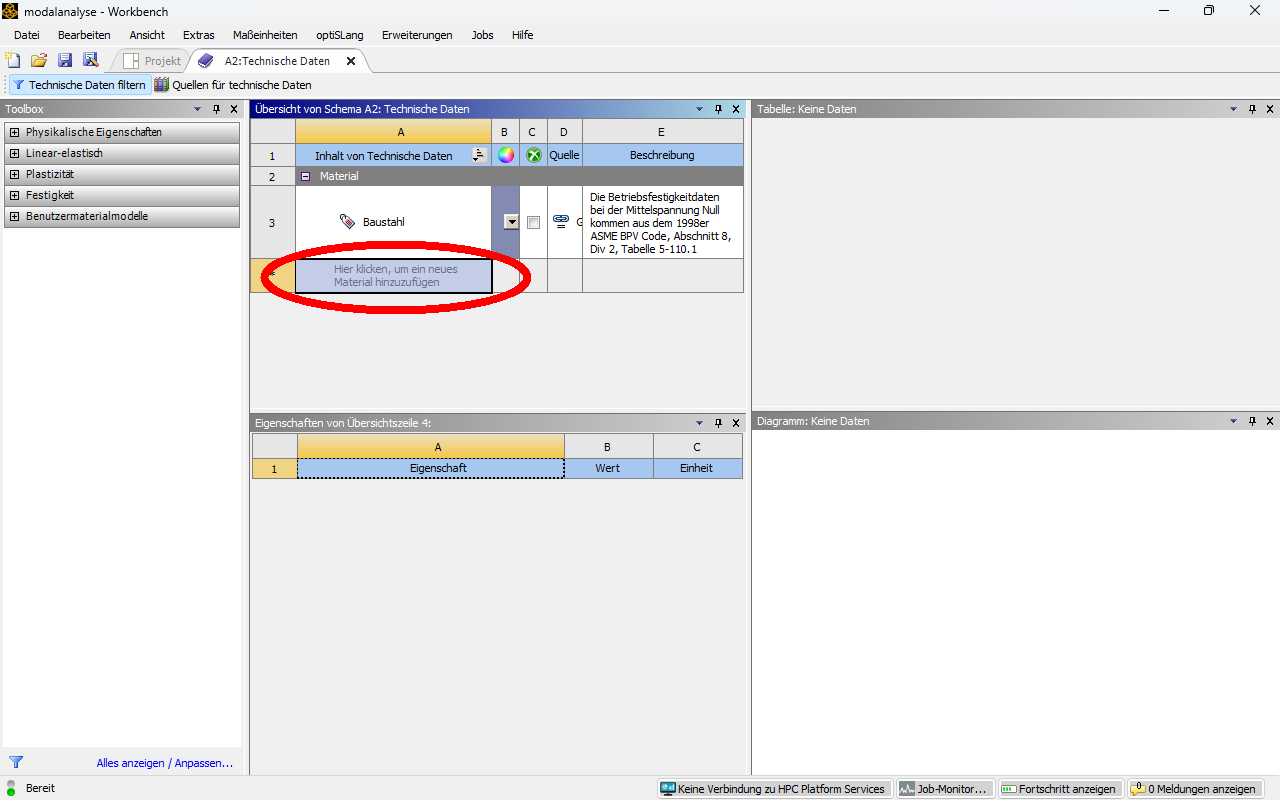 modalanalyse - Workbench
Datei Bearbeiten Ansicht Extras Maßeinheiten optiSLang Erweiterungen Jobs Hilfe
Projekt A2:Technische Daten
Technische Daten filtern Quellen für technische Daten
Toolbox
Physikalische Eigenschaften
Linear-elastisch
Plastizität
Festigkeit
Benutzermaterialmodelle
Alles anzeigen / Anpassen...
Übersicht von Schema A2: Technische Daten
A B C D E
1 Inhalt von Technische Daten Quelle Beschreibung
2 Material
3 Baustahl G
Die Betriebsfestigkeitdaten
bei der Mittelspannung Null
kommen aus dem 1998er
ASME BPV Code, Abschnitt 8,
Div 2, Tabelle 5-110.1
Hier klicken, um ein neues
Material hinzuzufügen
Eigenschaften von Übersichtszeile 4:
A B C
1 Eigenschaft Wert Einheit
Tabelle: Keine Daten
Diagramm: Keine Daten
Bereit Keine Verbindung zu HPC Platform Services Job-Monitor... Fortschritt anzeigen 0 Meldungen anzeigen